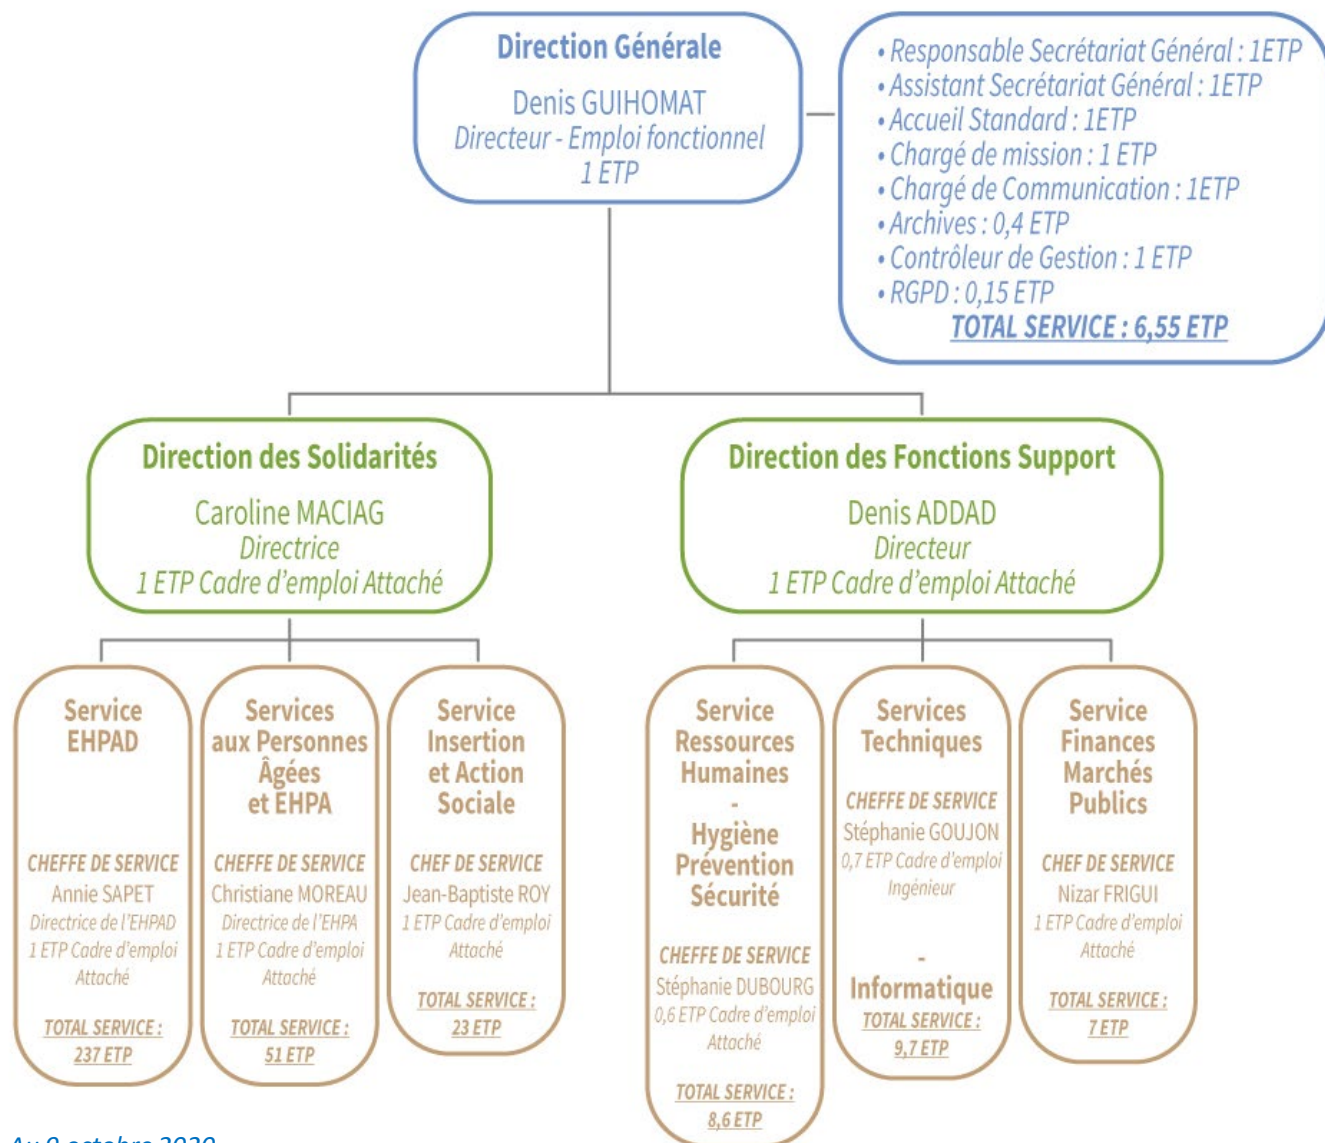 Direction Générale
Denis GUIHOMAT
Directeur - Emploi fonctionnel
1 ETP
• Responsable Secrétariat Général : 1ETP
• Assistant Secrétariat Général : 1ETP
• Accueil Standard : 1ETP
• Chargé de mission : 1 ETP
• Chargé de Communication : 1ETP
• Archives : 0,4 ETP
• Contrôleur de Gestion : 1 ETP
• RGPD : 0,15 ETP
TOTAL SERVICE : 6,55 ETP
Direction des Solidarités
Caroline MACIAG
Directrice
1 ETP Cadre d'emploi Attaché
Direction des Fonctions Support
Denis ADDAD
Directeur
1 ETP Cadre d'emploi Attaché
Service
EHPAD
CHEFFE DE SERVICE
Annie SAPET
Directrice de l'EHPAD
1 ETP Cadre d'emploi
Attaché
TOTAL SERVICE :
237 ETP
Services
aux Personnes
Âgées
et EHPA
CHEFFE DE SERVICE
Christiane MOREAU
Directrice de l'EHPA
1 ETP Cadre d'emploi
Attaché
TOTAL SERVICE :
51 ETP
Service
Insertion
et Action
Sociale
CHEF DE SERVICE
Jean-Baptiste ROY
1 ETP Cadre d'emploi
Attaché
TOTAL SERVICE :
23 ETP
Service
Ressources
Humaines
-
Hygiène
Prévention
Sécurité
CHEFFE DE SERVICE
Stéphanie DUBOURG
0,6 ETP Cadre d'emploi
Attaché
TOTAL SERVICE :
8,6 ETP
Services
Techniques
CHEFFE DE SERVICE
Stéphanie GOUJON
0,7 ETP Cadre d'emploi
Ingénieur
-
Informatique
TOTAL SERVICE :
9,7 ETP
Service
Finances
Marchés
Publics
CHEF DE SERVICE
Nizar FRIGUI
1 ETP Cadre d'emploi
Attaché
TOTAL SERVICE :
7 ETP
Au 9 octobre 2020